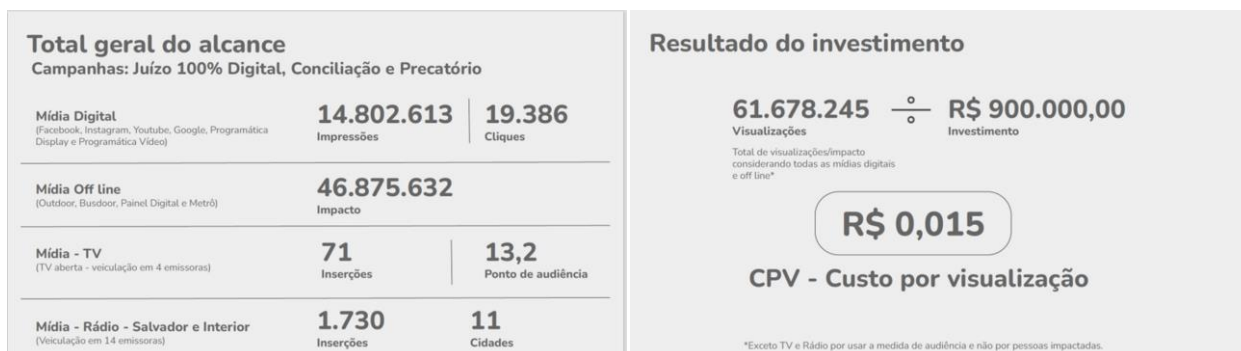 Total geral do alcance
Campanhas: Juízo 100% Digital, Conciliação e Precatório
Mídia Digital
(Facebook, Instagram, Youtube, Google, Programática
Display e Programática Vídeo)
14.802.613
Impressões
19.386
Cliques
Mídia Off line
(Outdoor, Busdoor, Painel Digital e Metrô)
46.875.632
Impacto
Mídia - TV
(TV aberta - veiculação em 4 emissoras)
71
Inserções
13,2
Ponto de audiência
Mídia - Rádio - Salvador e Interior
(Veiculação em 14 emissoras)
1.730
Inserções
11
Cidades
Resultado do investimento
61.678.245 ÷ R$ 900.000,00
Visualizações
Investimento
Total de visualizações/impacto
considerando todas as mídias digitais
e off line*
R$ 0,015
CPV - Custo por visualização
*Exceto TV e Rádio por usar a medida de audiência e não por pessoas impactadas.